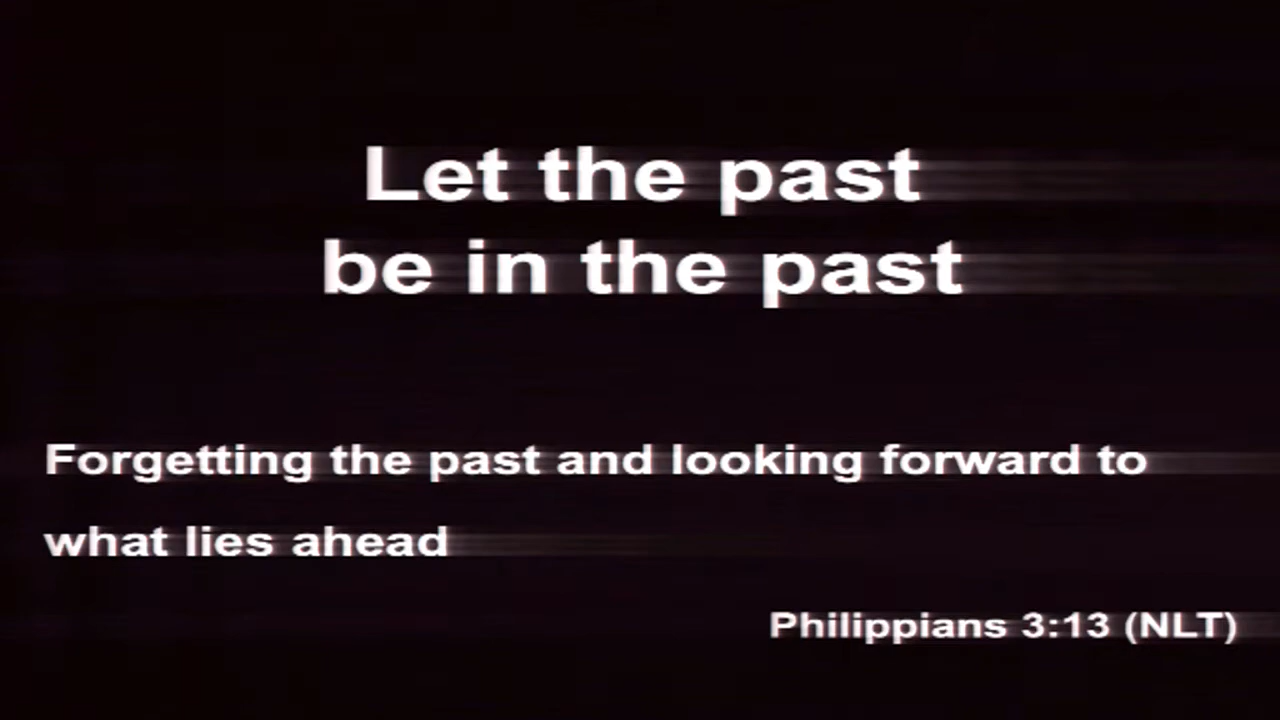 Let the past
be in the past
Forgetting the past and looking forward to
what lies ahead
Philippians 3:13 (NLT)